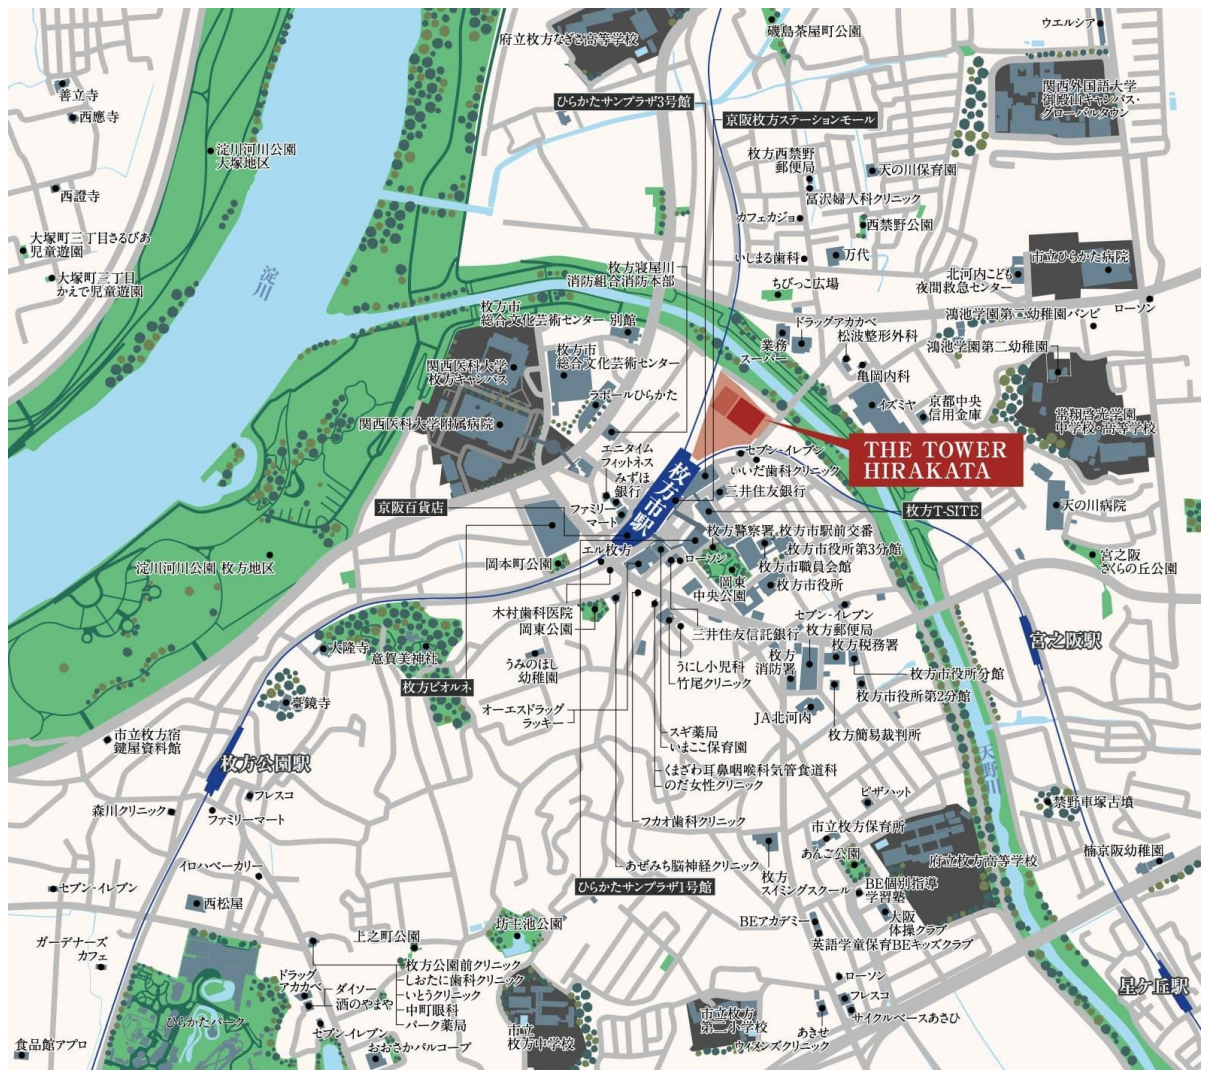 府立枚方なぎさ高等学校
磯島茶屋町公園
ウエルシア
善立寺
西應寺
ひらかたサンプラザ3号館
京阪枚方ステーションモール
関西外国語大学
御殿山キャンパス・
グローバルタウン
淀川河川公園
大塚地区
枚方西禁野
郵便局
天の川保育園
西證寺
冨沢婦人科クリニック
カフェカジョ
西禁野公園
大塚町三丁目さるびあ
児童遊園
いしまる歯科
万代
市立ひらかた病院
大塚町三丁目
かえで児童遊園
淀川
枚方寝屋川
消防組合消防本部
ちびっこ広場
北河内こども
夜間救急センター
ローソン
枚方市
総合文化芸術センター 別館
ドラッグアカカベ
鴻池学園第二幼稚園バンビ
業務
スーパー
松波整形外科
鴻池学園第二幼稚園
関西医科大学
枚方キャンパス
枚方市
総合文化芸術センター
亀岡内科
ラポールひらかた
イズミヤ
京都中央
信用金庫
常翔啓光学園
中学校・高等学校
関西医科大学附属病院
THE TOWER
HIRAKATA
エニタイム
フィットネス
みずほ
銀行
セブン-イレブン
いいだ歯科クリニック
枚方市駅
三井住友銀行
京阪百貨店
ファミリー
マート
枚方T-SITE
天の川病院
枚方警察署 枚方市駅前交番
エル枚方
ローソン
枚方市役所第3分館
宮之阪
さくらの丘公園
淀川河川公園 枚方地区
岡本町公園
枚方市職員会館
岡東
中央公園
枚方市役所
木村歯科医院
岡東公園
セブン-イレブン
三井住友信託銀行
枚方郵便局
宮之阪駅
大隆寺
意賀美神社
枚方税務署
うみのほし
幼稚園
うにし小児科
竹尾クリニック
枚方
消防署
枚方市役所分館
枚方ビオルネ
枚方市役所第2分館
臺鏡寺
オーエスドラッグ
ラッキー
JA北河内
スギ薬局
いまここ保育園
枚方簡易裁判所
市立枚方宿
鍵屋資料館
天野川
枚方公園駅
くまざわ耳鼻咽喉科気管食道科
のだ女性クリニック
フレスコ
ピザハット
禁野車塚古墳
森川クリニック
ファミリーマート
フカオ歯科クリニック
市立枚方保育所
あんご公園
府立枚方高等学校
楠京阪幼稚園
イロハベーカリー
あぜみち脳神経クリニック
枚方
スイミングスクール
セブン-イレブン
ひらかたサンプラザ1号館
BE個別指導
学習塾
西松屋
坊主池公園
BEアカデミー
大阪
体操クラブ
ガーデナーズ
カフェ
上之町公園
英語学童保育BEキッズクラブ
枚方公園前クリニック
しおたに歯科クリニック
いとうクリニック
中町眼科
パーク薬局
ドラッグ
アカカベ
ダイソー
酒のやまや
ローソン
フレスコ
星ケ丘駅
ひらかたパーク
サイクルベースあさひ
セブン-イレブン
市立
枚方中学校
市立枚方
第二小学校
あきせ
ウィメンズクリニック
食品館アプロ
おおさかパルコープ